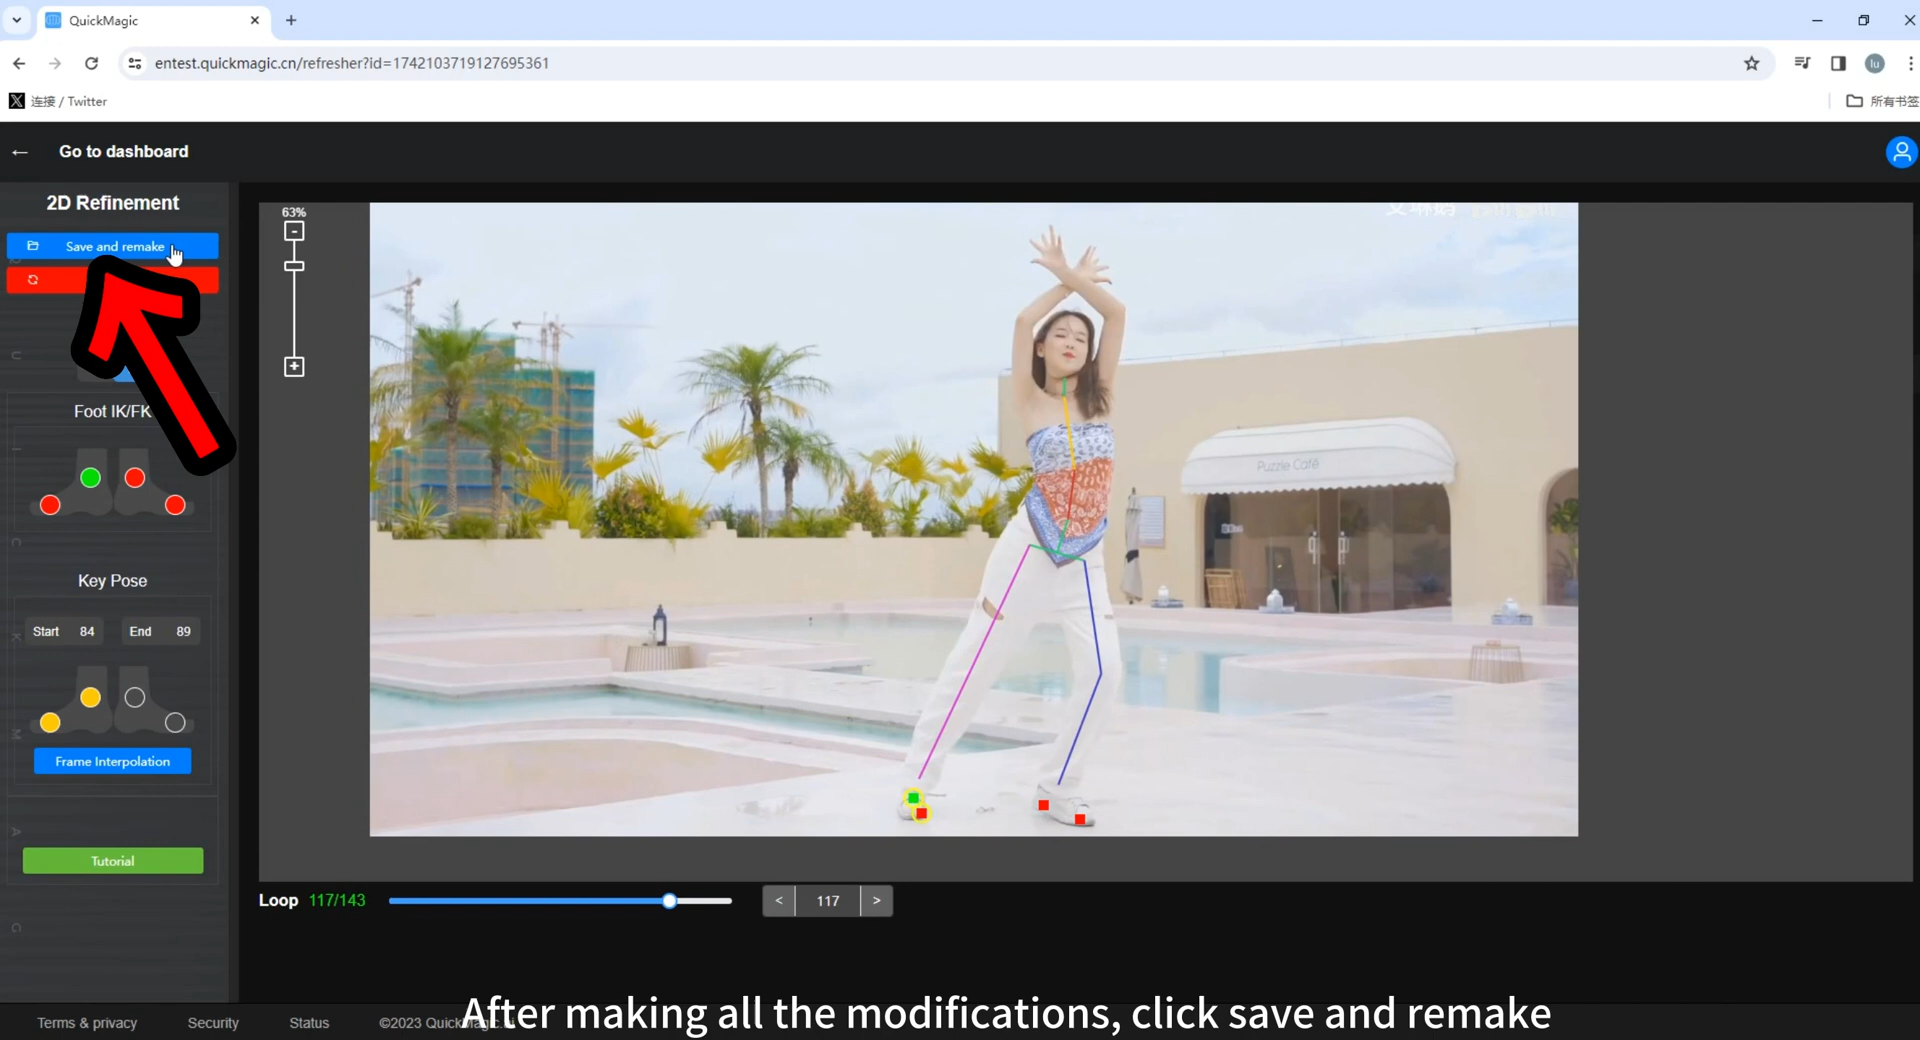 QuickMagic
entest.quickmagic.cn/refresher?id=1742103719127695361
连接 / Twitter
所有书签
lu
Go to dashboard
2D Refinement
63%
Save and remake
Foot IK/FK
Key Pose
Start 84 End 89
Frame Interpolation
Tutorial
Puzzle Café
Loop 117/143
< 117 >
After making all the modifications, click save and remake
Terms & privacy Security Status ©2023